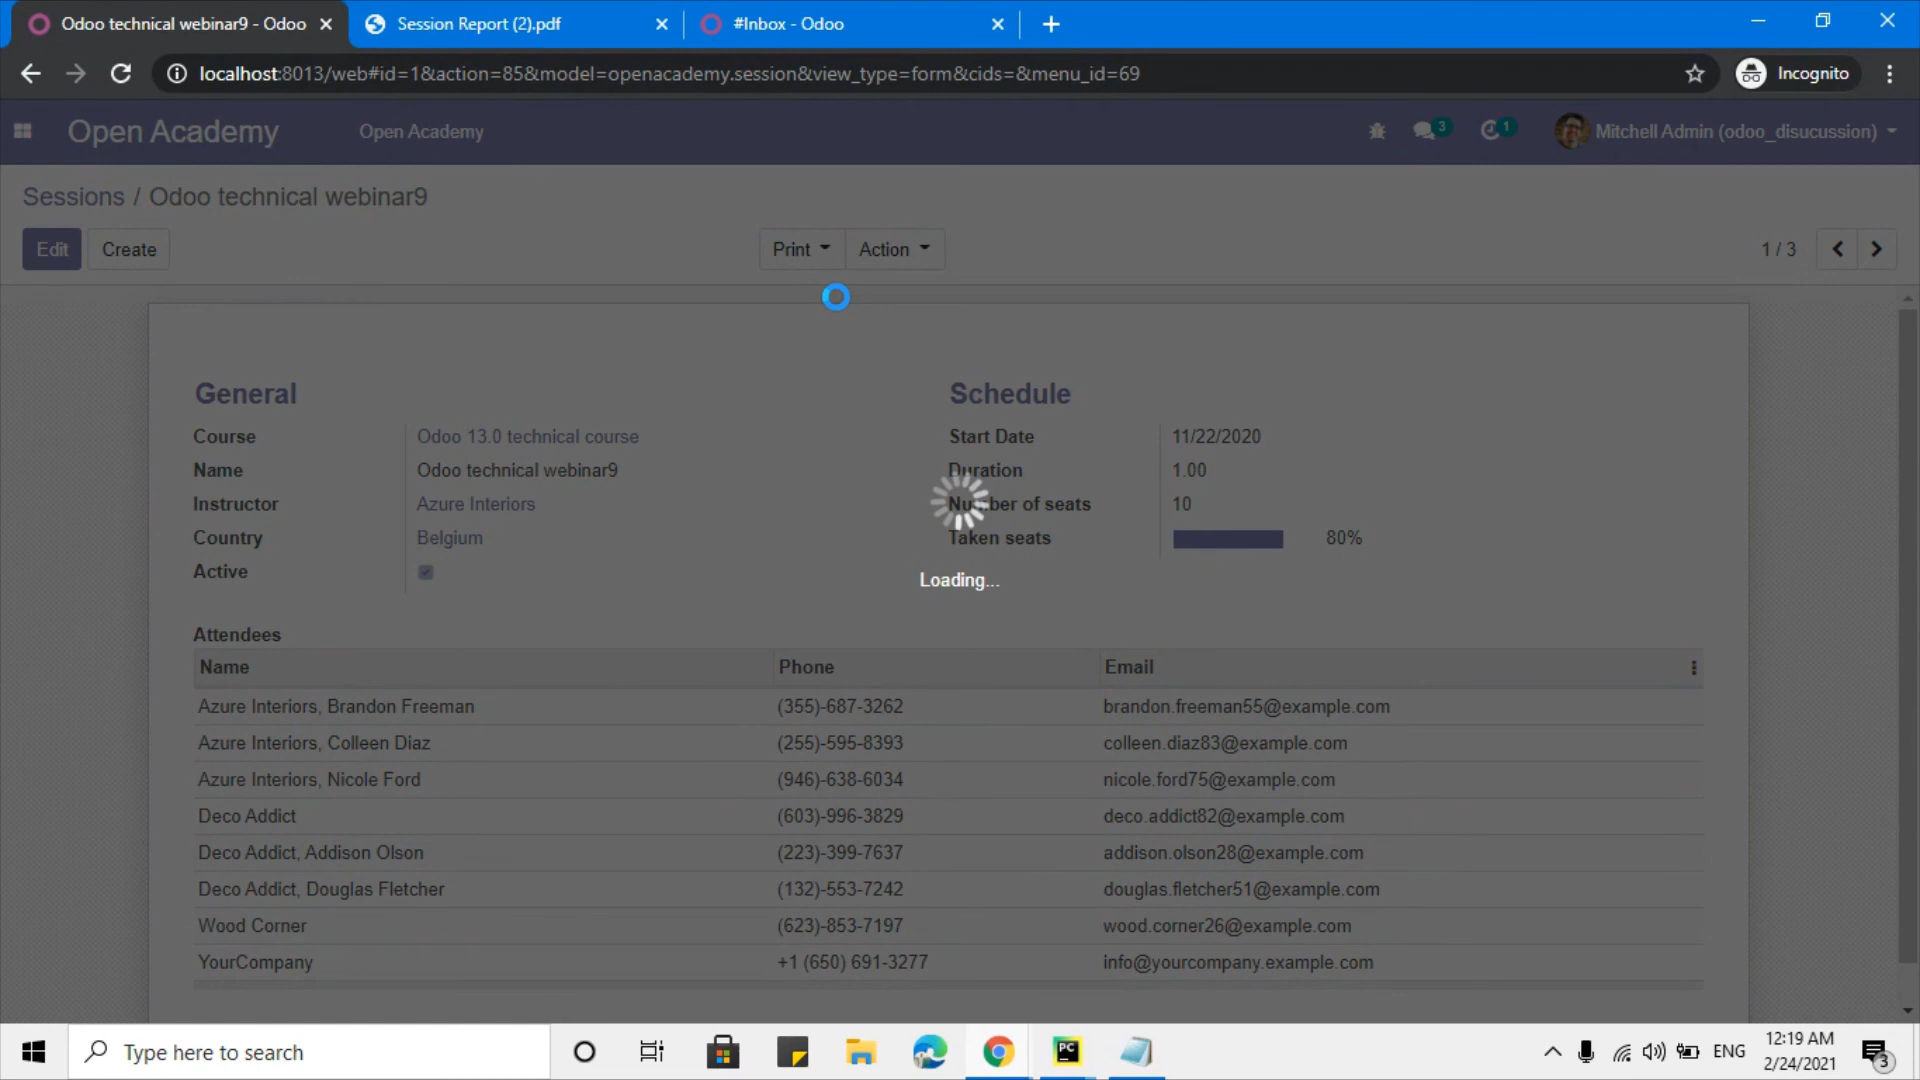 Odoo technical webinar9 - Odoo
Session Report (2).pdf
#Inbox - Odoo
localhost:8013/web#id=1&action=85&model=openacademy.session&view_type=form&cids=&menu_id=69
Incognito
Open Academy
Open Academy
3
1
Mitchell Admin (odoo_disucussion)
Sessions / Odoo technical webinar9
Edit
Create
Print
Action
1 / 3
General
Schedule
Course
Odoo 13.0 technical course
Start Date
11/22/2020
Name
Odoo technical webinar9
Duration
1.00
Instructor
Azure Interiors
Number of seats
10
Country
Belgium
Taken seats
80%
Active
Loading...
Attendees
Name Phone Email
Azure Interiors, Brandon Freeman (355)-687-3262 brandon.freeman55@example.com
Azure Interiors, Colleen Diaz (255)-595-8393 colleen.diaz83@example.com
Azure Interiors, Nicole Ford (946)-638-6034 nicole.ford75@example.com
Deco Addict (603)-996-3829 deco.addict82@example.com
Deco Addict, Addison Olson (223)-399-7637 addison.olson28@example.com
Deco Addict, Douglas Fletcher (132)-553-7242 douglas.fletcher51@example.com
Wood Corner (623)-853-7197 wood.corner26@example.com
YourCompany +1 (650) 691-3277 info@yourcompany.example.com
Type here to search
PC
ENG
12:19 AM
2/24/2021
3